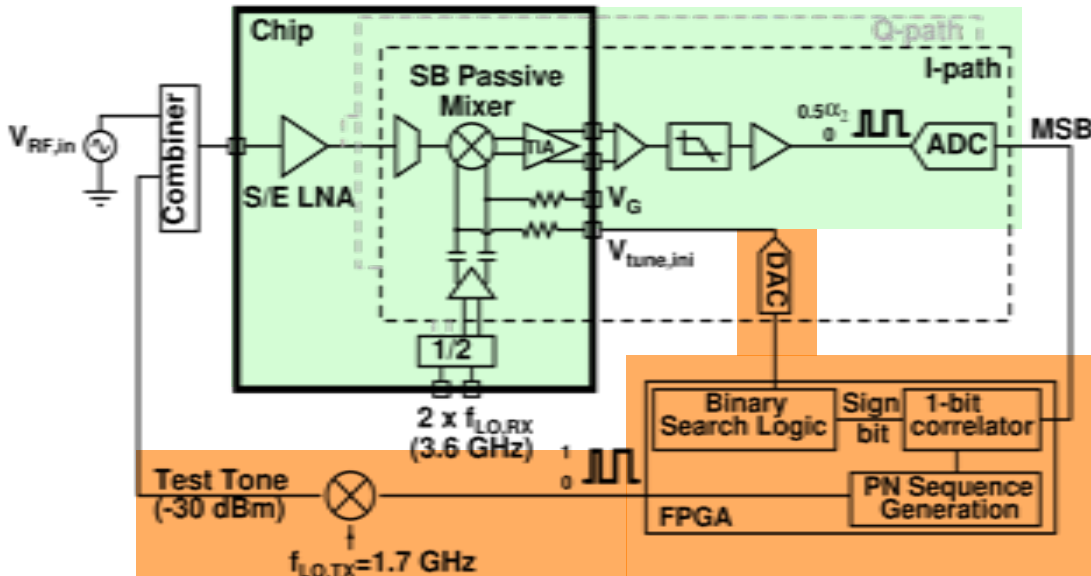 Chip
Q-path
I-path
SB Passive
Mixer
V_RF,in
Combiner
S/E LNA
TIA
0.5α₂
0
ADC
MSB
V_G
V_tune,ini
DAC
1/2
2 x f_LO,RX
(3.6 GHz)
Binary
Search Logic
Sign
bit
1-bit
correlator
Test Tone
(-30 dBm)
1
0
PN Sequence
Generation
FPGA
f_LO,TX=1.7 GHz